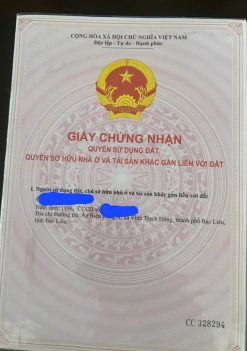 CỘNG HÒA XÃ HỘI CHỦ NGHĨA VIỆT NAM
Độc lập - Tự do - Hạnh phúc
GIẤY CHỨNG NHẬN
QUYỀN SỬ DỤNG ĐẤT
QUYỀN SỞ HỮU NHÀ Ở VÀ TÀI SẢN KHÁC GẮN LIỀN VỚI ĐẤT
I. Người sử dụng đất, chủ sở hữu nhà ở và tài sản khác gắn liền với đất
Năm sinh: 1996, CCCD số
Địa chỉ thường trú: Ấp Biển, xã Vĩnh Trạch Đông, thành phố Bạc Liêu,
tỉnh Bạc Liêu.
CC 328294